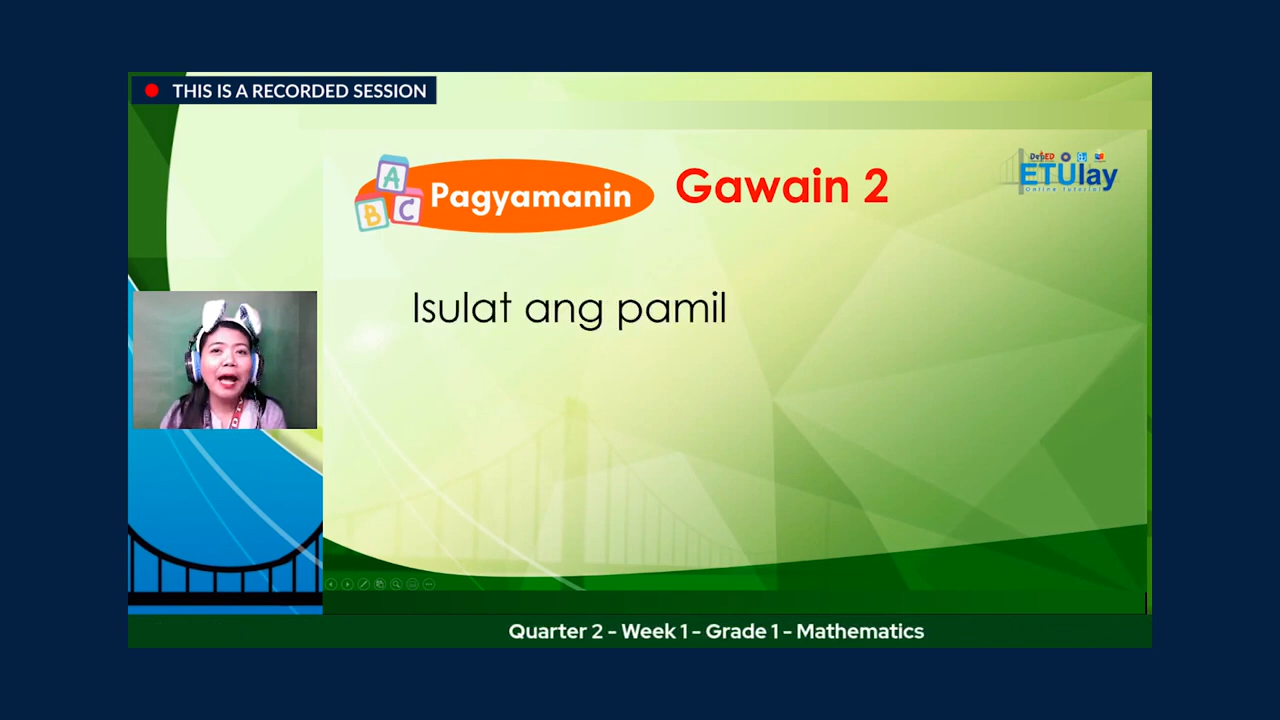 THIS IS A RECORDED SESSION
A
B
C
Pagyamanin
Gawain 2
DepED
ETUlay
Online Tutorial
Isulat ang pamil
Quarter 2 - Week 1 - Grade 1 - Mathematics